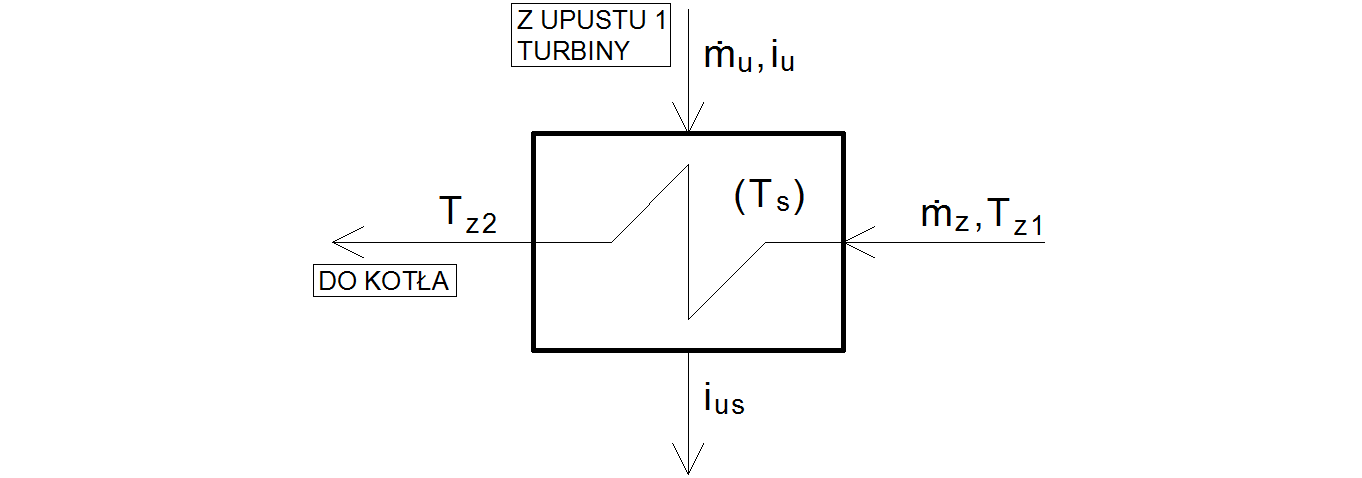 Z UPUSTU 1
TURBINY
ṁu,iu
(Ts)
Tz2
ṁz,Tz1
DO KOTŁA
ius